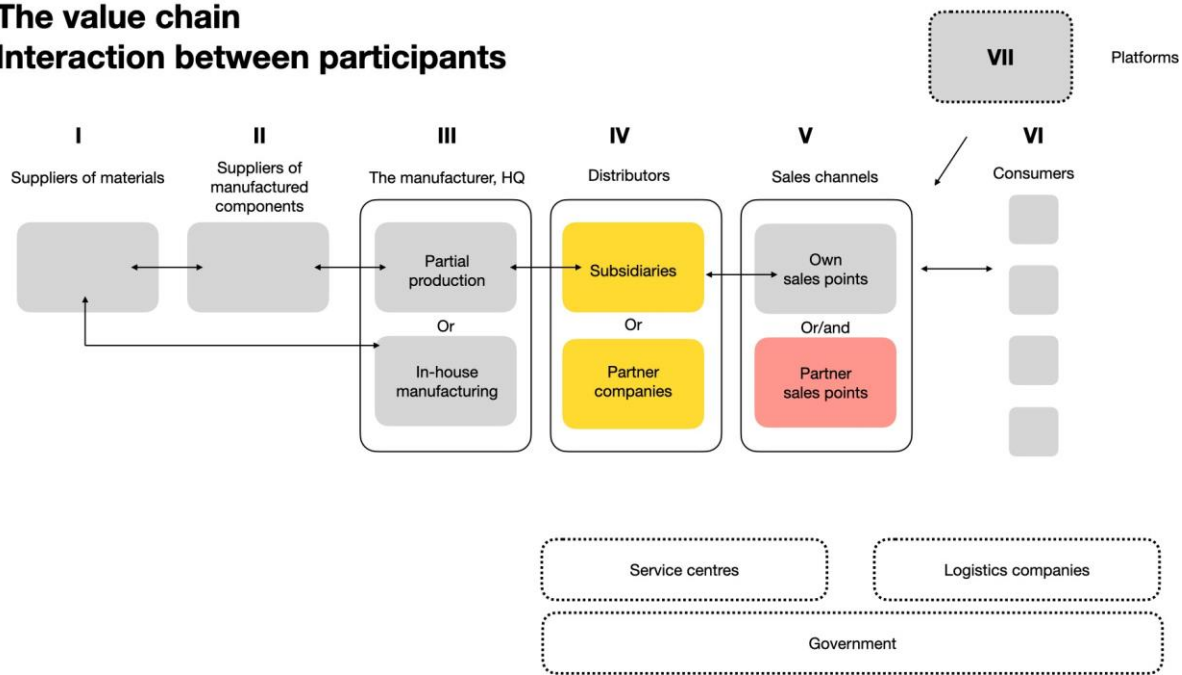 The value chain
Interaction between participants
VII
Platforms
I
II
III
IV
V
VI
Suppliers of materials
Suppliers of
manufactured
components
The manufacturer, HQ
Distributors
Sales channels
Consumers
Partial
production
Or
In-house
manufacturing
Subsidiaries
Or
Partner
companies
Own
sales points
Or/and
Partner
sales points
Service centres
Logistics companies
Government